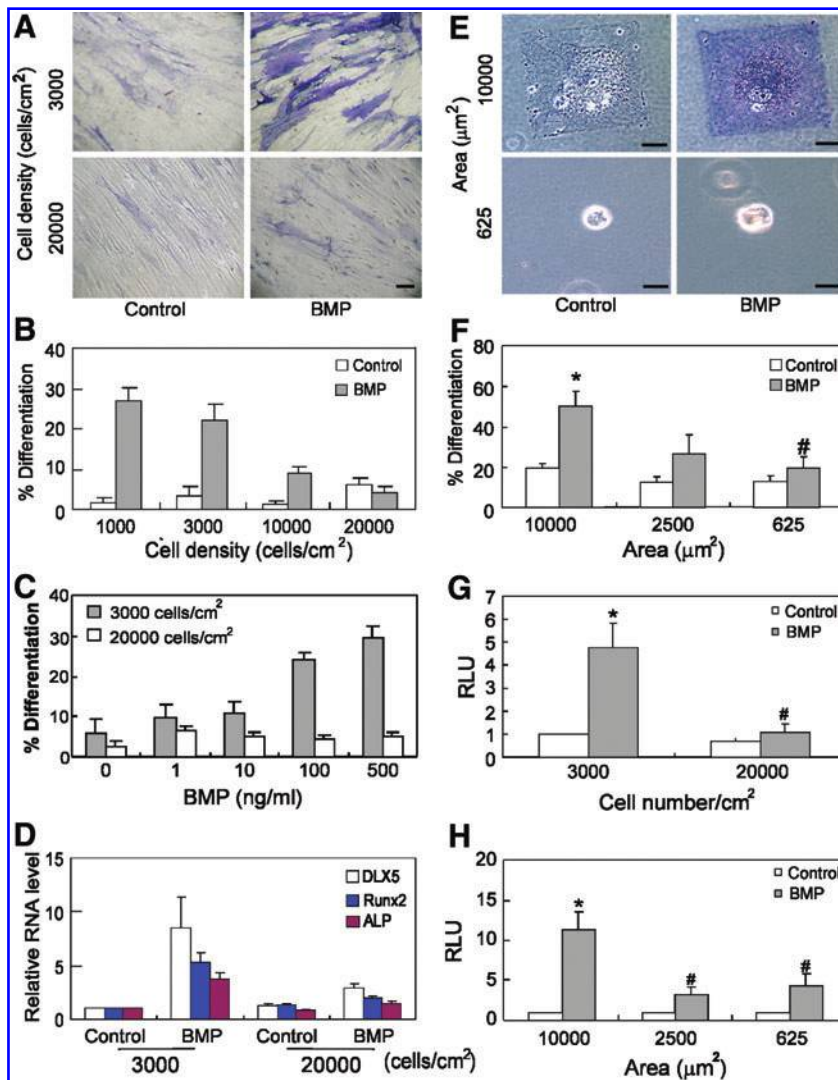 A
Cell density (cells/cm²)
3000
20000
Control
BMP
B
% Differentiation
40
30
20
10
0
Control
BMP
1000
3000
10000
20000
Cell density (cells/cm²)
C
% Differentiation
40
30
20
10
0
3000 cells/cm²
20000 cells/cm²
0
1
10
100
500
BMP (ng/ml)
D
Relative RNA level
15
10
5
0
DLX5
Runx2
ALP
Control
BMP
Control
BMP
3000
20000
(cells/cm²)
E
Area (µm²)
10000
625
Control
BMP
F
% Differentiation
80
60
40
20
0
Control
BMP
*
#
10000
2500
625
Area (µm²)
G
RLU
7
6
5
4
3
2
1
0
Control
BMP
*
#
3000
20000
Cell number/cm²
H
RLU
20
15
10
5
0
Control
BMP
*
#
#
10000
2500
625
Area (µm²)